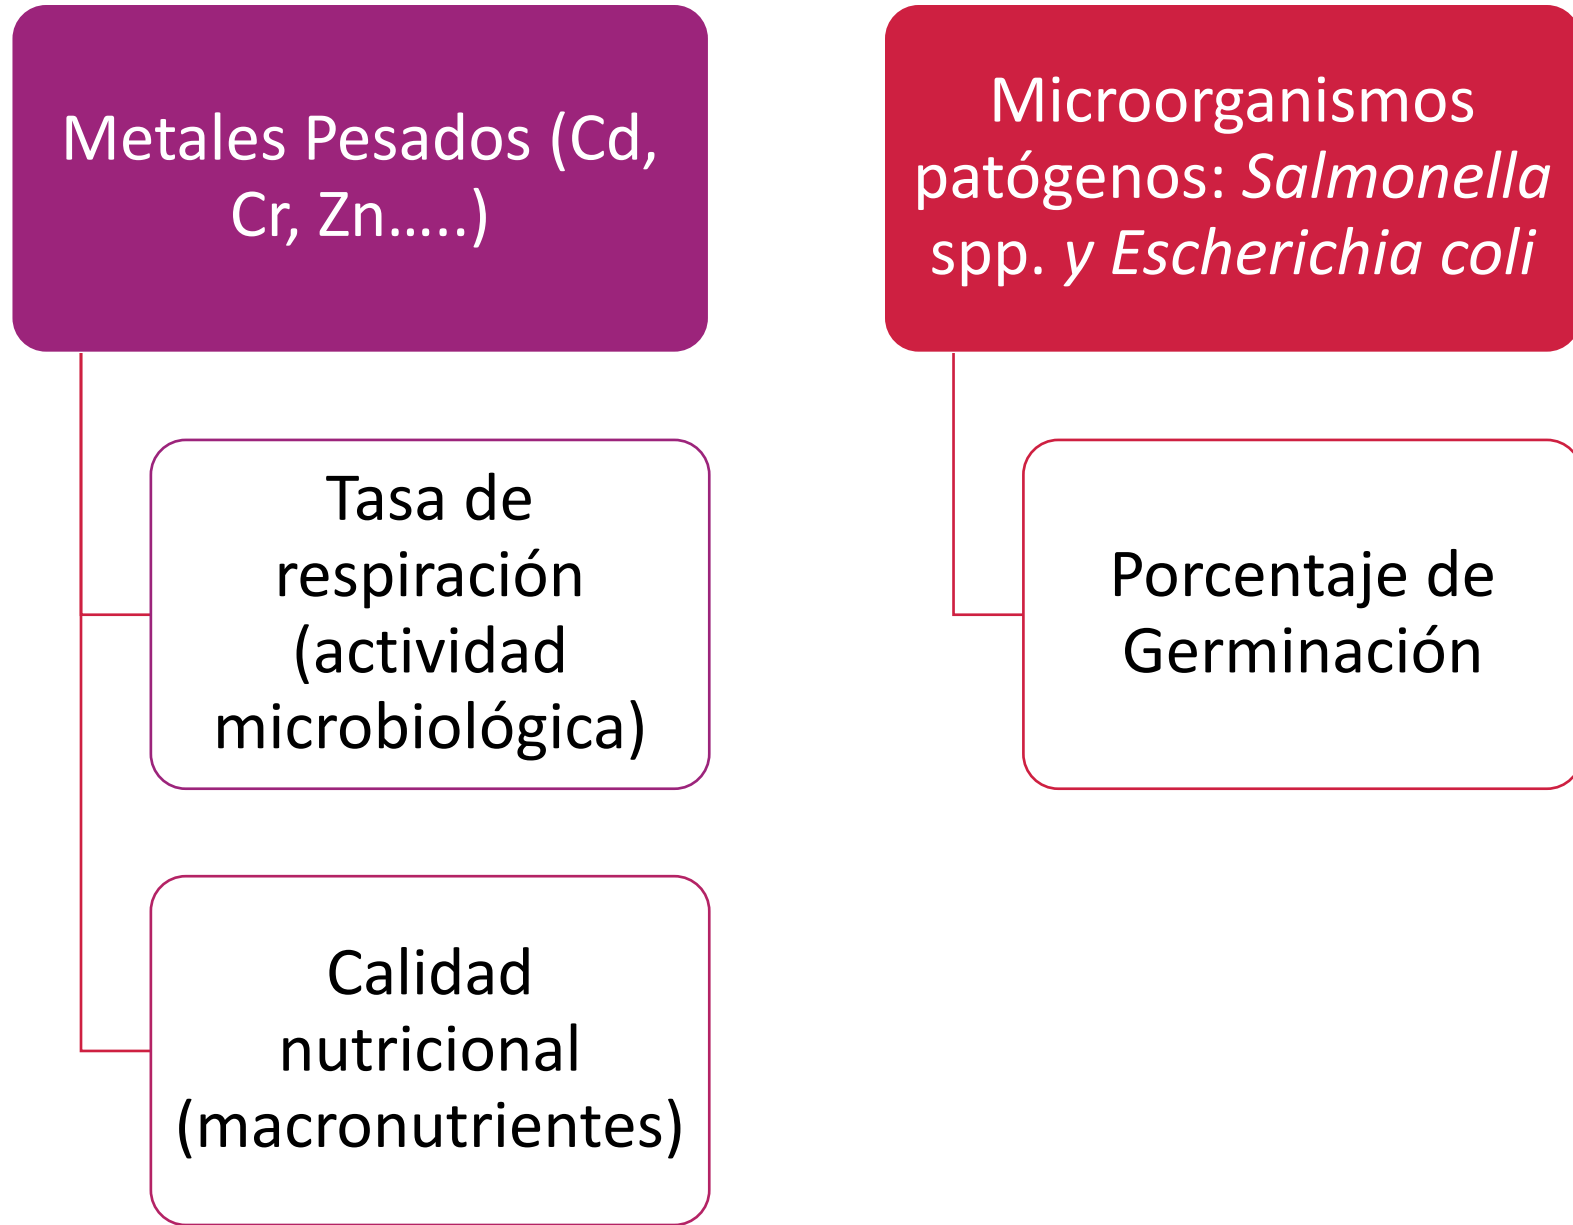 Metales Pesados (Cd,
Cr, Zn.....)
Tasa de
respiración
(actividad
microbiológica)
Calidad
nutricional
(macronutrientes)
Microorganismos
patógenos: Salmonella
spp. y Escherichia coli
Porcentaje de
Germinación